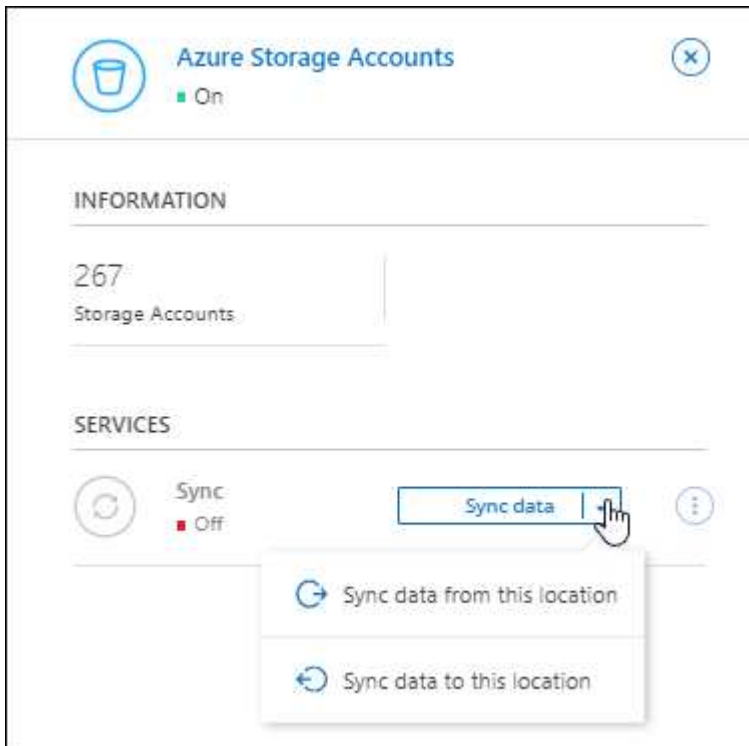 Azure Storage Accounts
On
INFORMATION
267
Storage Accounts
SERVICES
Sync
Off
Sync data
Sync data from this location
Sync data to this location